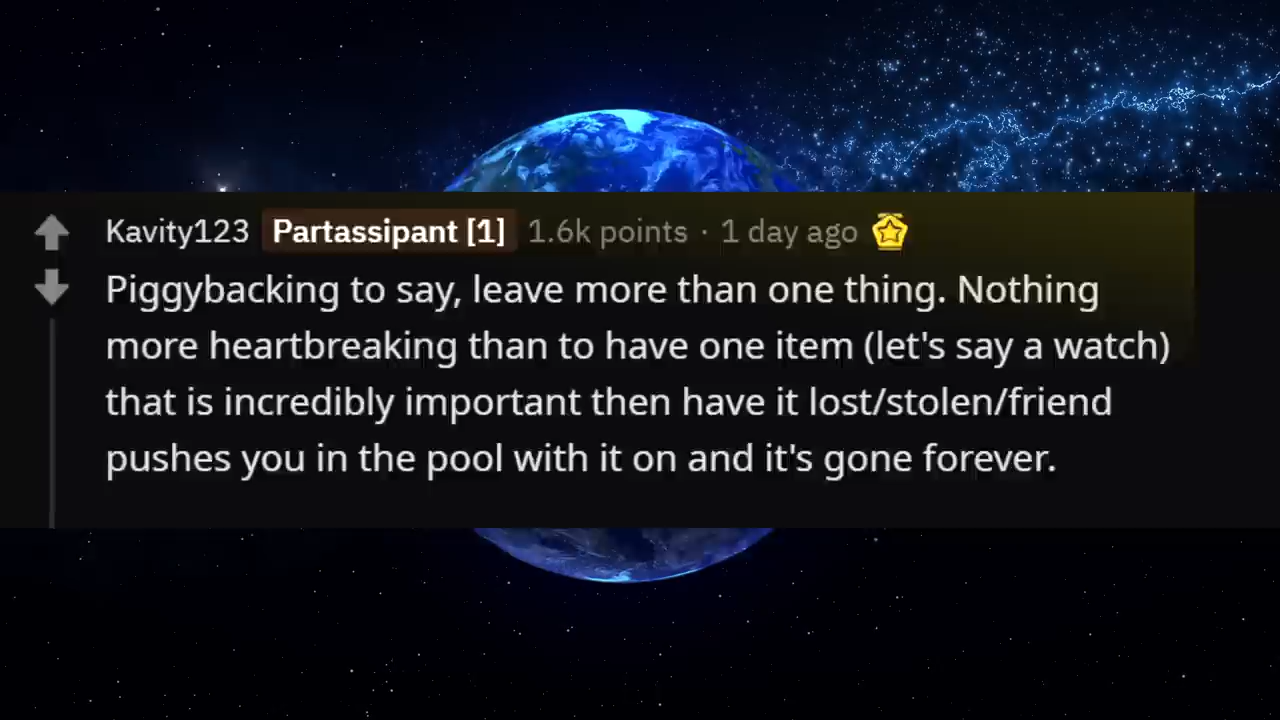 Kavity123 Partassipant [1] 1.6k points · 1 day ago
Piggybacking to say, leave more than one thing. Nothing
more heartbreaking than to have one item (let's say a watch)
that is incredibly important then have it lost/stolen/friend
pushes you in the pool with it on and it's gone forever.